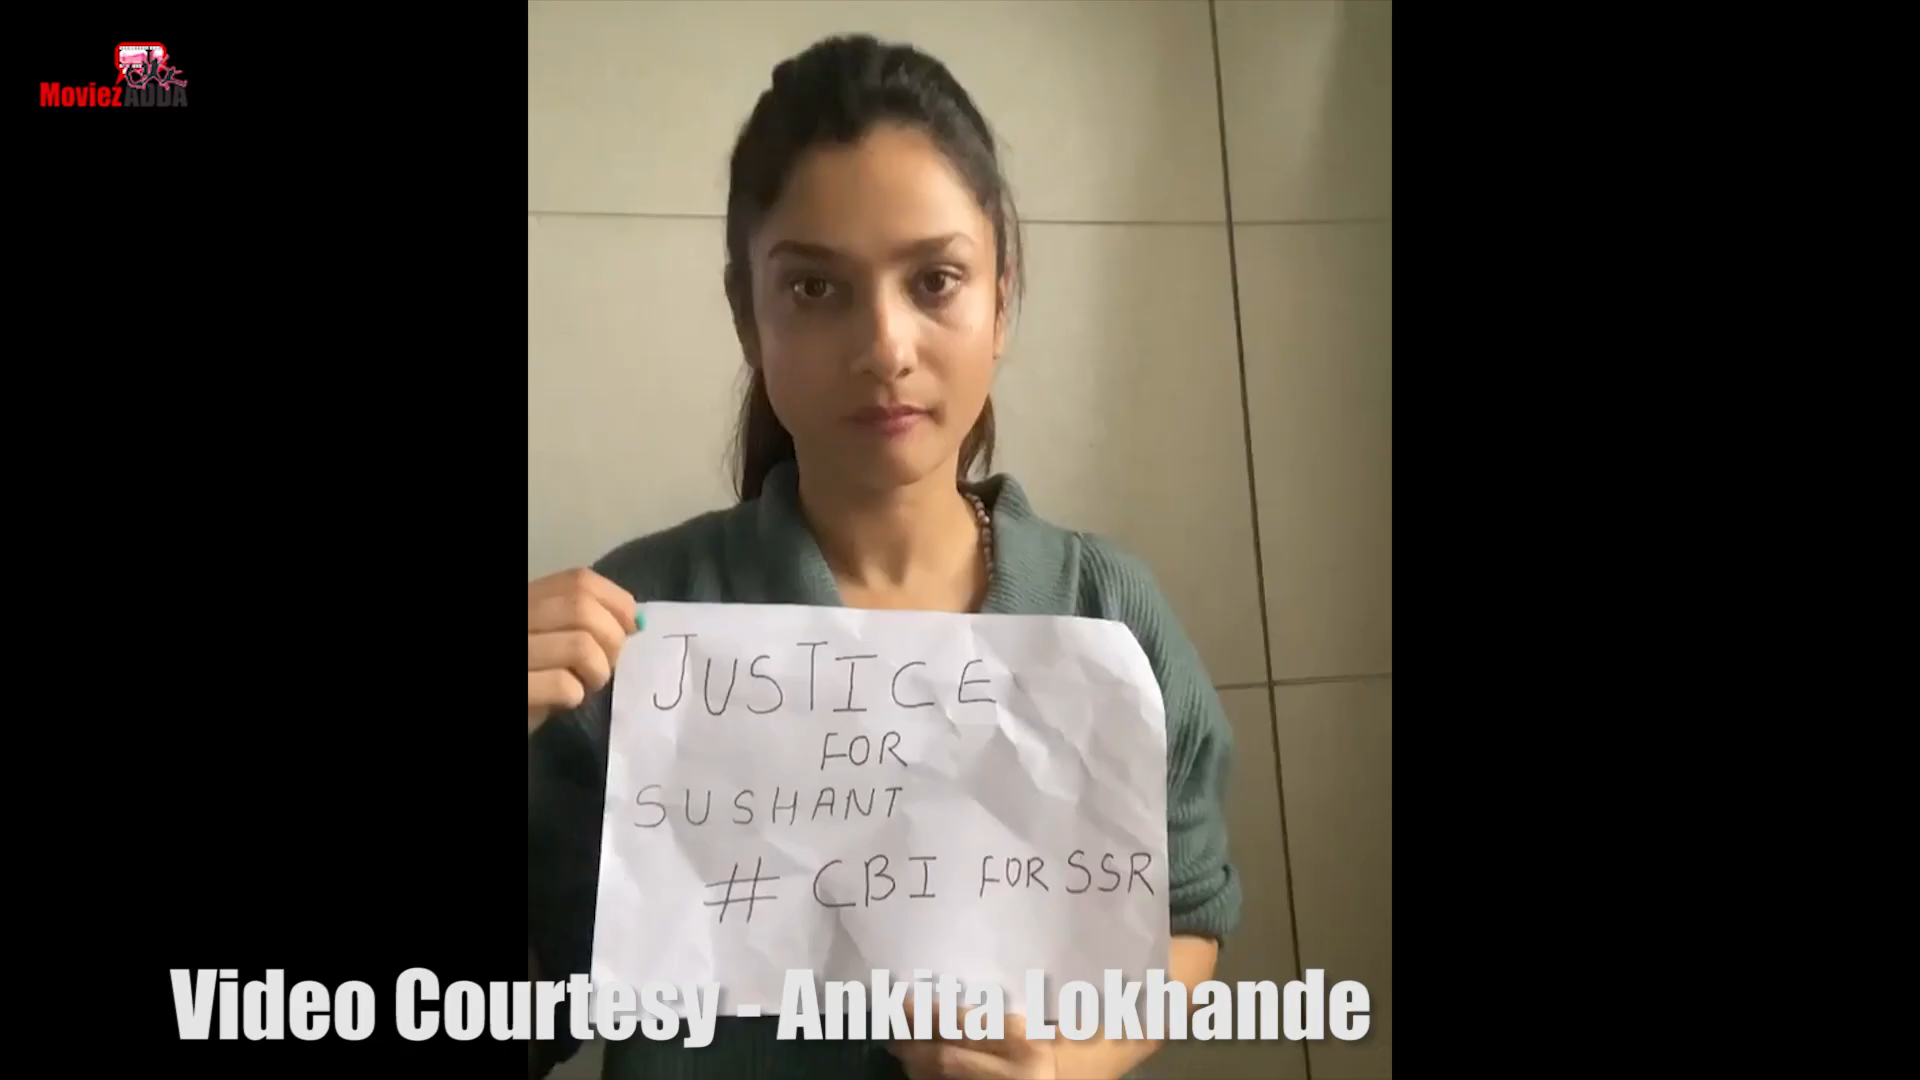 MoviezADDA
JUSTICE
FOR
SUSHANT
# CBI FOR SSR
Video Courtesy - Ankita Lokhande